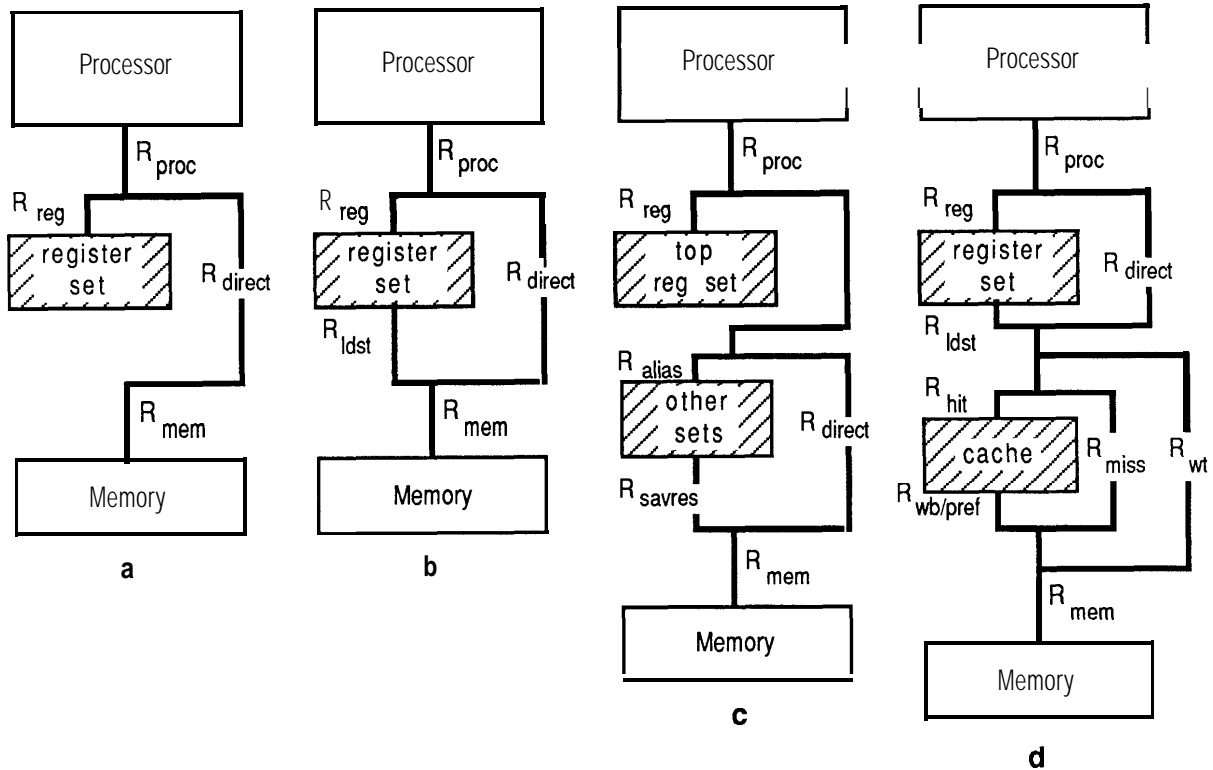 Processor
R proc
R reg
register
set
R direct
R mem
Memory
a
Processor
R proc
R reg
register
set
R direct
R ldst
R mem
Memory
b
Processor
R proc
R reg
top
reg set
R alias
other
sets
R direct
R savres
R mem
Memory
c
Processor
R proc
R reg
register
set
R direct
R ldst
R hit
cache
R miss
R wt
R wb/pref
R mem
Memory
d